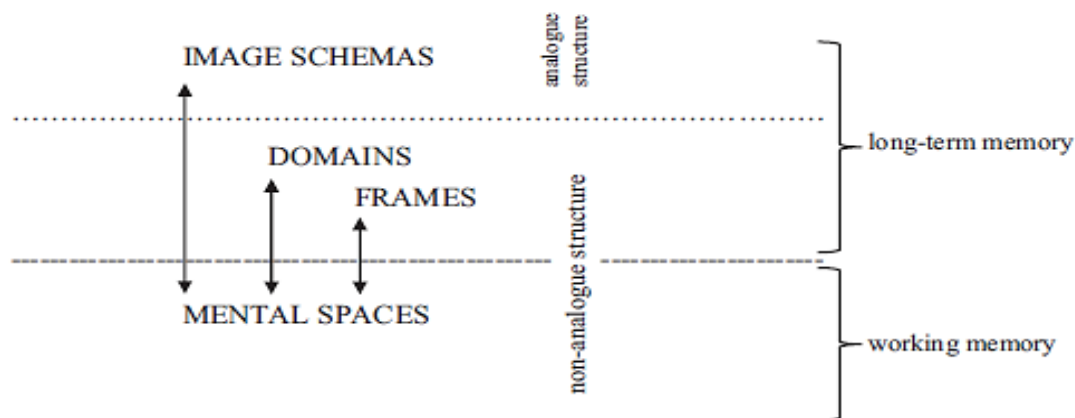 IMAGE SCHEMAS
analogue
structure
long-term memory
DOMAINS
FRAMES
non-analogue structure
MENTAL SPACES
working memory